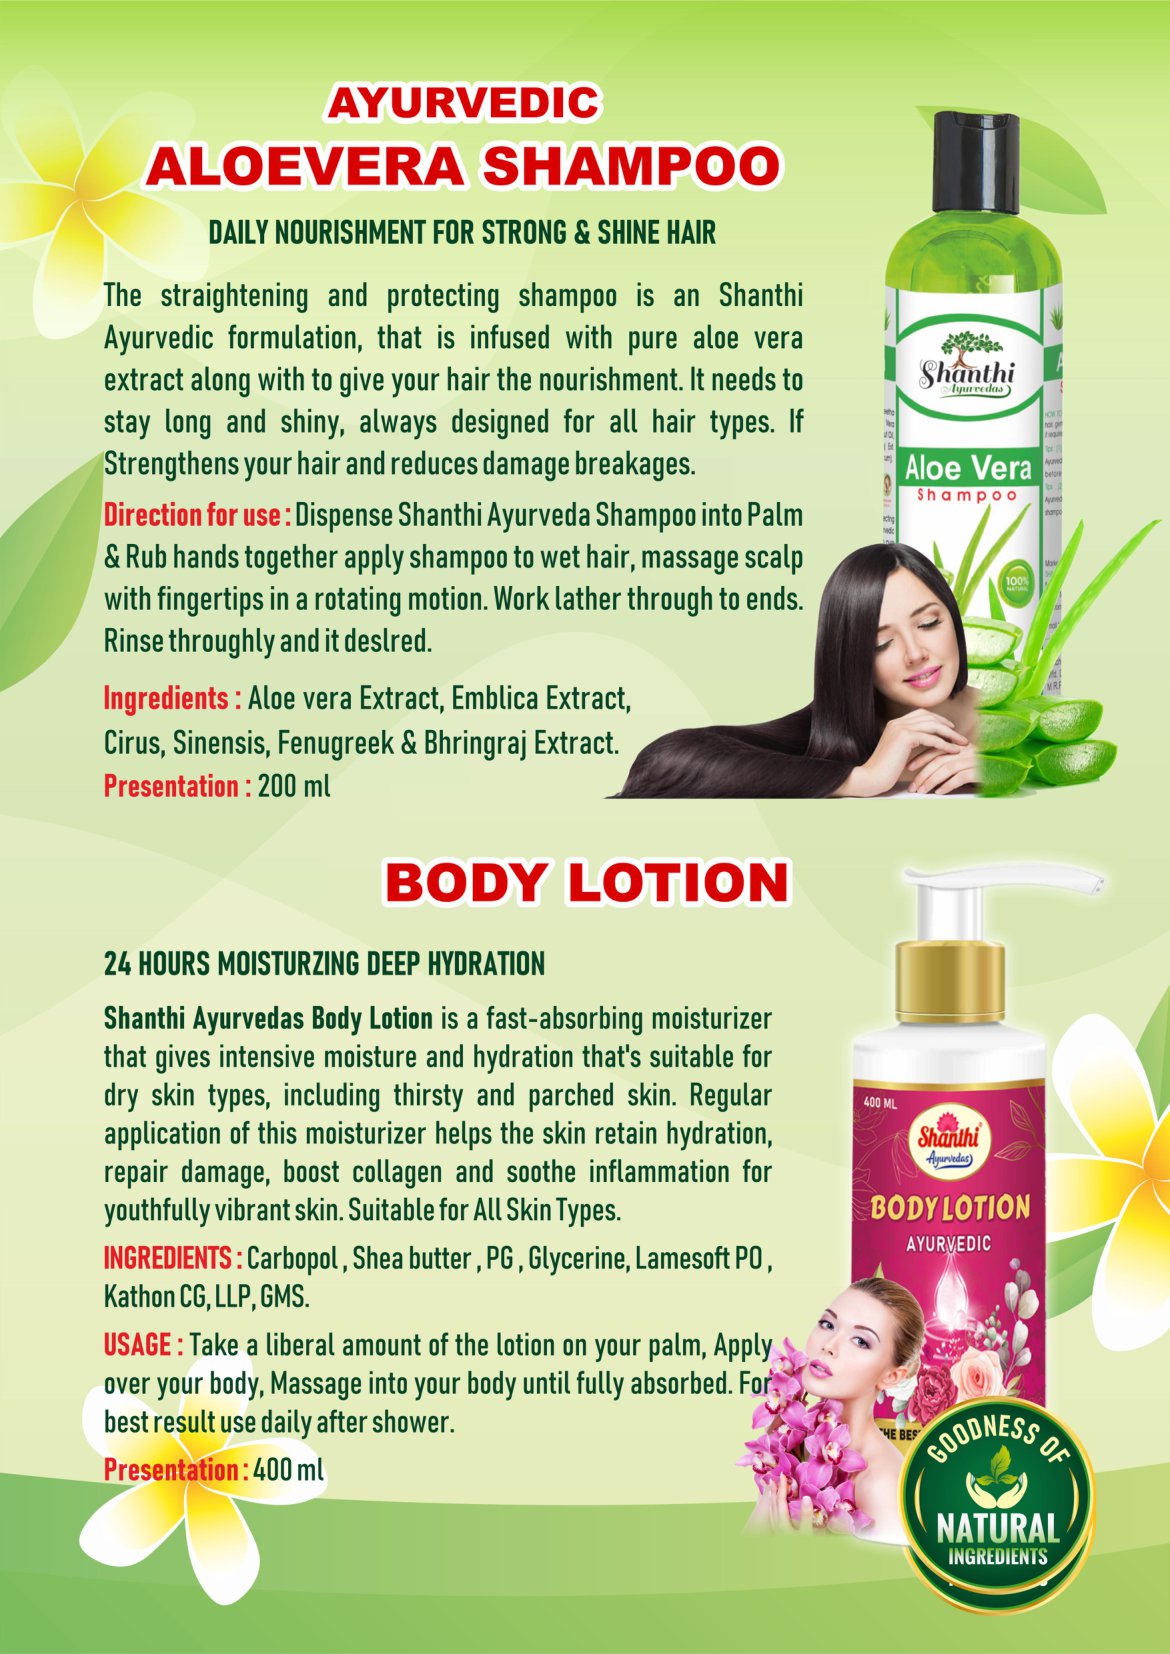 AYURVEDIC
ALOEVERA SHAMPOO
DAILY NOURISHMENT FOR STRONG & SHINE HAIR
The straightening and protecting shampoo is an Shanthi
Ayurvedic formulation, that is infused with pure aloe vera
extract along with to give your hair the nourishment. It needs to
stay long and shiny, always designed for all hair types. If
Strengthens your hair and reduces damage breakages.
Direction for use : Dispense Shanthi Ayurveda Shampoo into Palm
& Rub hands together apply shampoo to wet hair, massage scalp
with fingertips in a rotating motion. Work lather through to ends.
Rinse throughly and it deslred.
Ingredients : Aloe vera Extract, Emblica Extract,
Cirus, Sinensis, Fenugreek & Bhringraj Extract.
Presentation : 200 ml
Shanthi
Ayurvedas
Aloe Vera
Shampoo
100%
NATURAL
BODY LOTION
24 HOURS MOISTURZING DEEP HYDRATION
Shanthi Ayurvedas Body Lotion is a fast-absorbing moisturizer
that gives intensive moisture and hydration that's suitable for
dry skin types, including thirsty and parched skin. Regular
application of this moisturizer helps the skin retain hydration,
repair damage, boost collagen and soothe inflammation for
youthfully vibrant skin. Suitable for All Skin Types.
INGREDIENTS : Carbopol , Shea butter , PG , Glycerine, Lamesoft PO ,
Kathon CG, LLP, GMS.
USAGE : Take a liberal amount of the lotion on your palm, Apply
over your body, Massage into your body until fully absorbed. For
best result use daily after shower.
Presentation : 400 ml
400 ML
Shanthi
Ayurvedas
BODY LOTION
AYURVEDIC
GOODNESS OF
NATURAL
INGREDIENTS